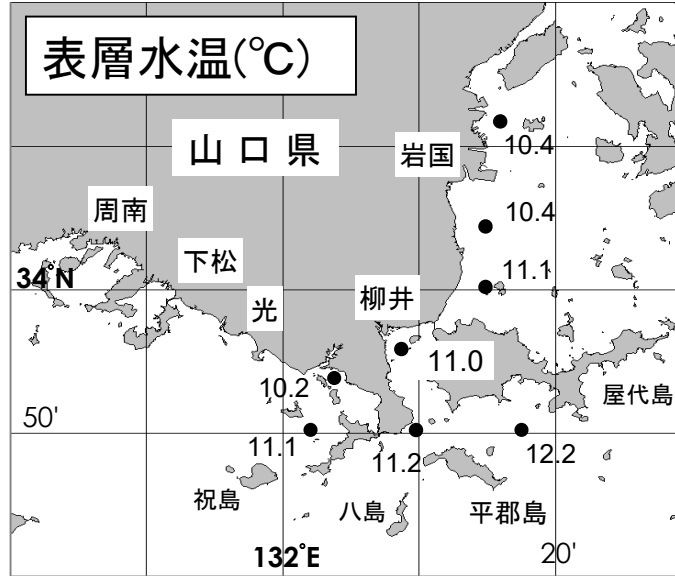 表層水温(℃)
山口県
岩国
10.4
周南
10.4
下松
34°N
11.1
光
柳井
11.0
10.2
屋代島
50'
11.1
11.2
12.2
祝島
八島
平郡島
132°E
20'